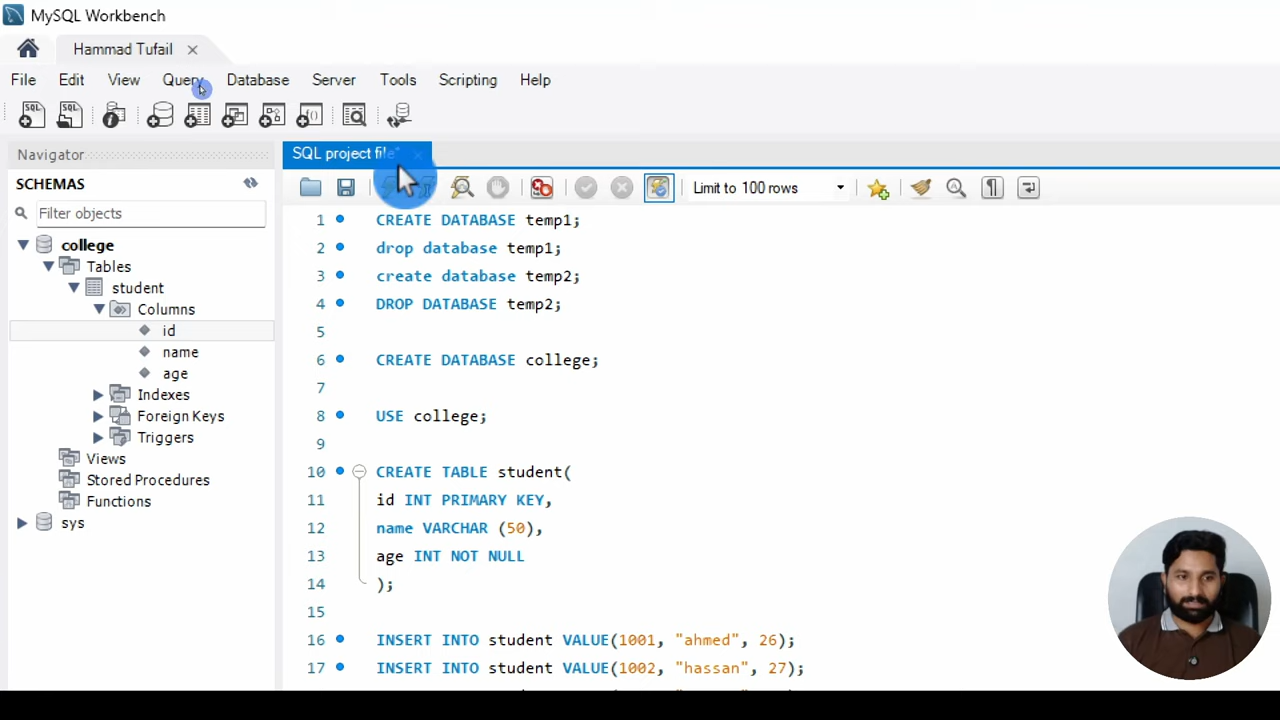 MySQL Workbench
Hammad Tufail
File Edit View Query Database Server Tools Scripting Help
SQL SQL
Navigator
SCHEMAS
Filter objects
college
Tables
student
Columns
id
name
age
Indexes
Foreign Keys
Triggers
Views
Stored Procedures
Functions
sys
SQL project file*
Limit to 100 rows
1 CREATE DATABASE temp1;
2 drop database temp1;
3 create database temp2;
4 DROP DATABASE temp2;
5
6 CREATE DATABASE college;
7
8 USE college;
9
10 CREATE TABLE student(
11 id INT PRIMARY KEY,
12 name VARCHAR (50),
13 age INT NOT NULL
14 );
15
16 INSERT INTO student VALUE(1001, "ahmed", 26);
17 INSERT INTO student VALUE(1002, "hassan", 27);